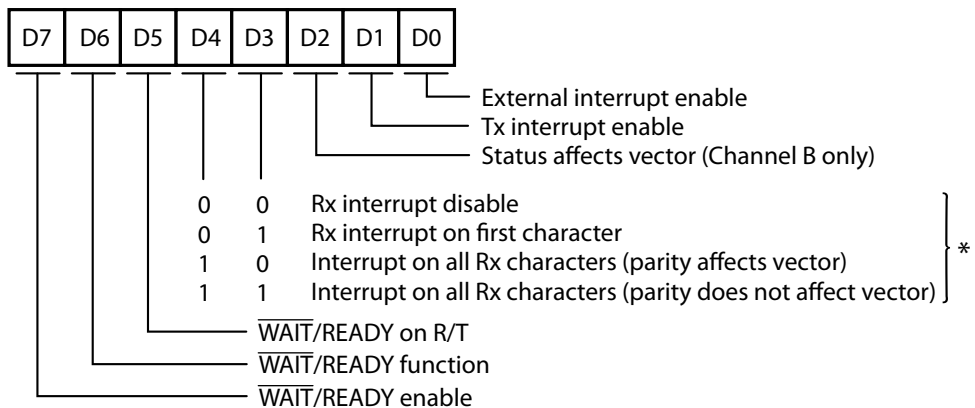 D7 D6 D5 D4 D3 D2 D1 D0
External interrupt enable
Tx interrupt enable
Status affects vector (Channel B only)
0 0 Rx interrupt disable
0 1 Rx interrupt on first character
1 0 Interrupt on all Rx characters (parity affects vector)
1 1 Interrupt on all Rx characters (parity does not affect vector)
*
WAIT/READY on R/T
WAIT/READY function
WAIT/READY enable